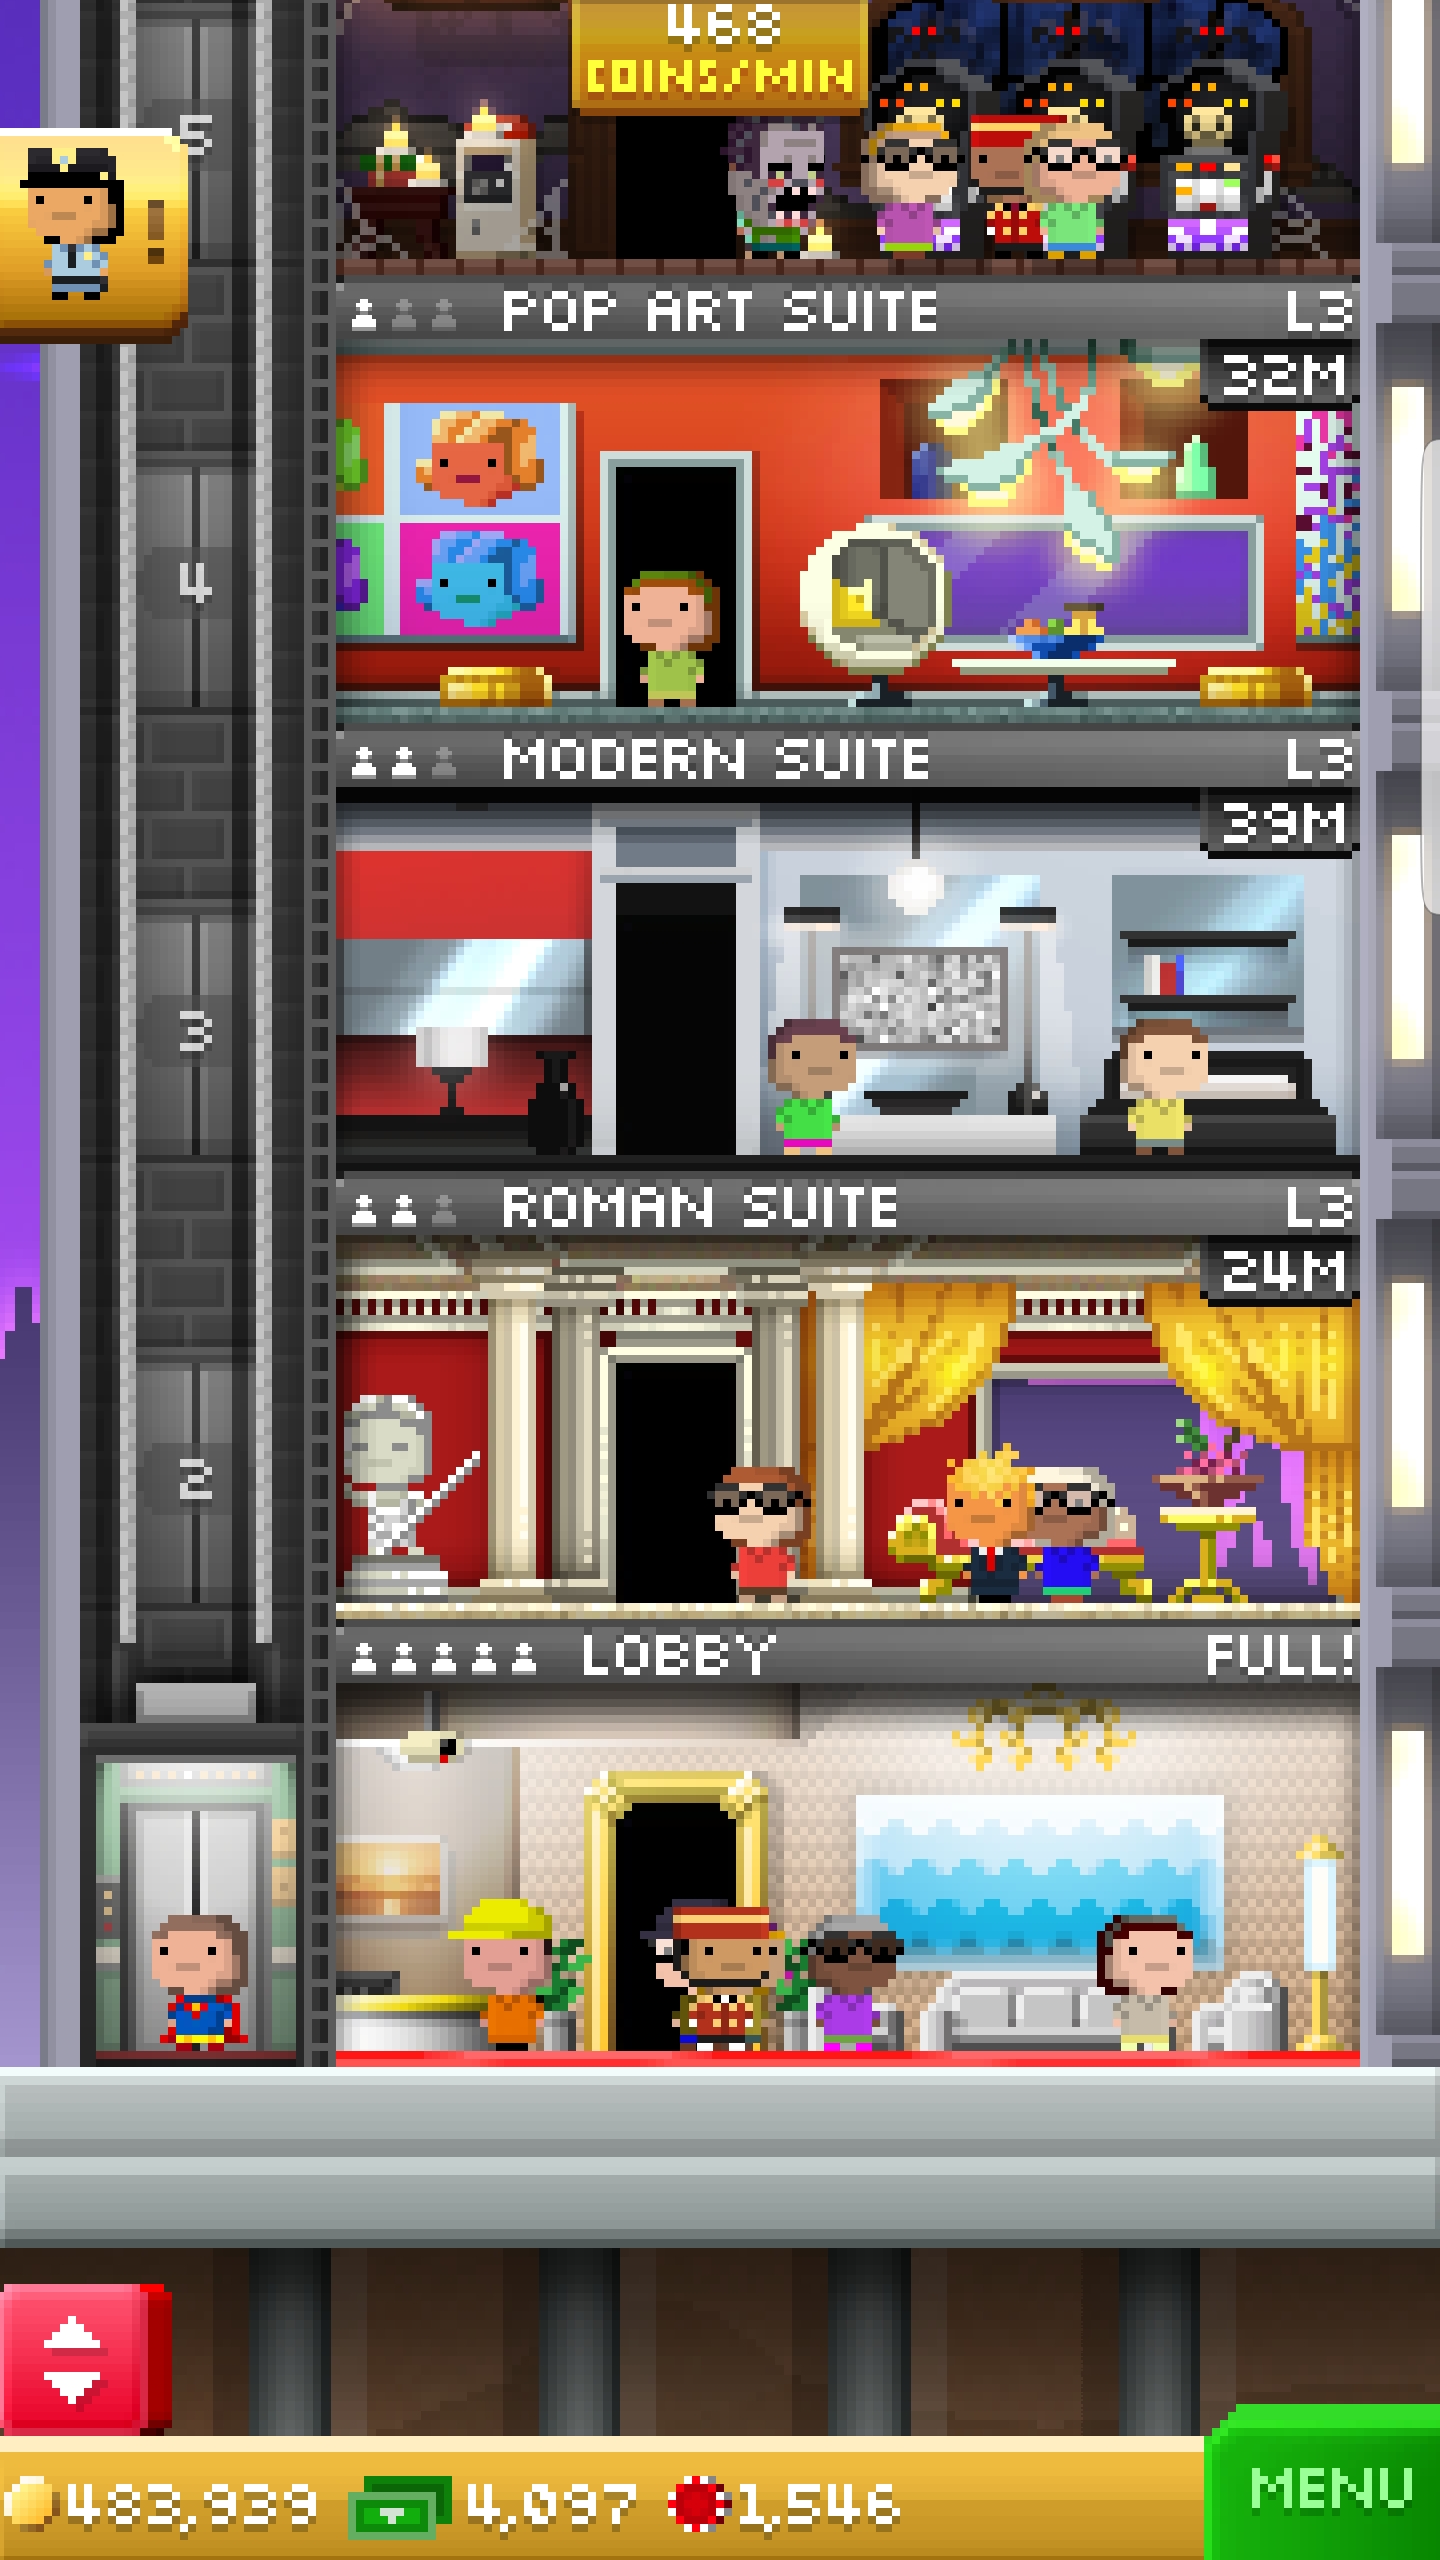 468
COINS/MIN
5
!
POP ART SUITE L3
32M
4
MODERN SUITE L3
39M
3
ROMAN SUITE L3
24M
2
LOBBY FULL!
483,939 4,097 1,546
MENU